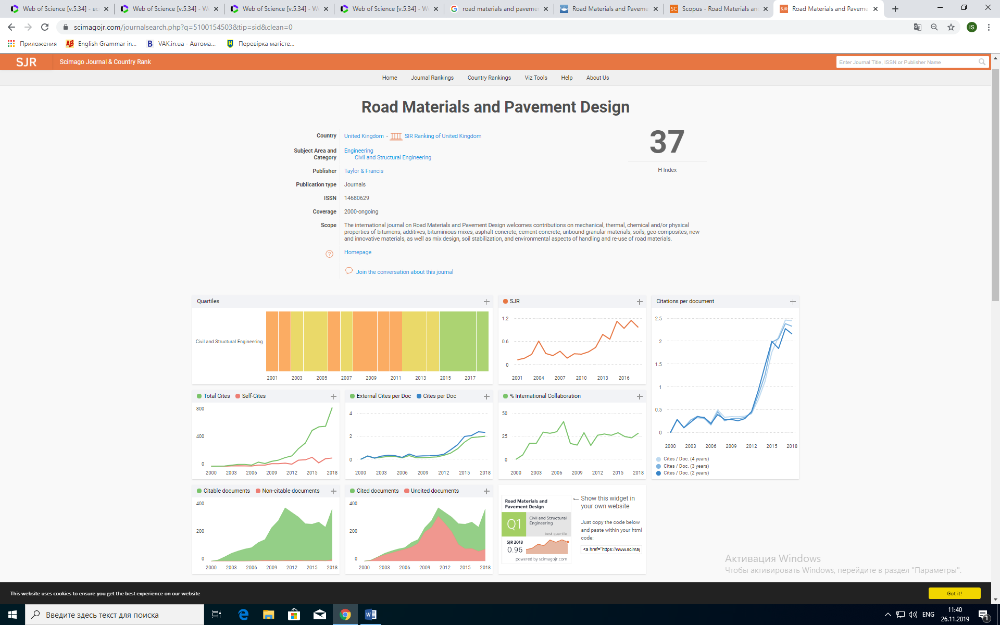 Web of Science [v.5.34] - вс
Web of Science [v.5.34] - W
Web of Science [v.5.34] - W
Web of Science [v.5.34] - W
road materials and paveme
Road Materials and Paveme
SC Scopus - Road Materials an
SJR Road Materials and Paveme
scimagojr.com/journalsearch.php?q=5100154503&tip=sid&clean=0
IS
Приложения
AB English Grammar in...
B VAK.in.ua - Автома...
Перевірка магісте...
SJR
Scimago Journal & Country Rank
Enter Journal Title, ISSN or Publisher Name
Home Journal Rankings Country Rankings Viz Tools Help About Us
Road Materials and Pavement Design
Country United Kingdom - SIR Ranking of United Kingdom
Subject Area and Category
Engineering
Civil and Structural Engineering
Publisher Taylor & Francis
Publication type Journals
ISSN 14680629
Coverage 2000-ongoing
Scope
The international journal on Road Materials and Pavement Design welcomes contributions on mechanical, thermal, chemical and/or physical
properties of bitumens, additives, bituminious mixes, asphalt concrete, cement concrete, unbound granular materials, soils, geo-composites, new
and innovative materials, as well as mix design, soil stabilization, and environmental aspects of handling and re-use of road materials.
? Homepage
Join the conversation about this journal
37
H Index
Quartiles
Civil and Structural Engineering
2001 2003 2005 2007 2009 2011 2013 2015 2017
SJR
1.2
0.6
0
2001 2004 2007 2010 2013 2016
Citations per document
2.5
2
1.5
1
0.5
0
2000 2003 2006 2009 2012 2015 2018
Cites / Doc. (4 years)
Cites / Doc. (3 years)
Cites / Doc. (2 years)
Total Cites Self-Cites
800
400
0
2000 2003 2006 2009 2012 2015 2018
External Cites per Doc Cites per Doc
4
2
0
2000 2003 2006 2009 2012 2015 2018
% International Collaboration
50
25
0
2000 2003 2006 2009 2012 2015 2018
Citable documents Non-citable documents
400
200
0
2000 2003 2006 2009 2012 2015 2018
Cited documents Uncited documents
400
200
0
2000 2003 2006 2009 2012 2015 2018
Road Materials and
Pavement Design
Q1
Civil and Structural
Engineering
best quartile
SJR 2018
0.96
powered by scimagojr.com
← Show this widget in
your own website
Just copy the code below
and paste within your html
code:
<a href="https://www.scimag
Активация Windows
Чтобы активировать Windows, перейдите в раздел "Параметры".
This website uses cookies to ensure you get the best experience on our website
Got it!
Введите здесь текст для поиска
ENG
11:40
26.11.2019
1